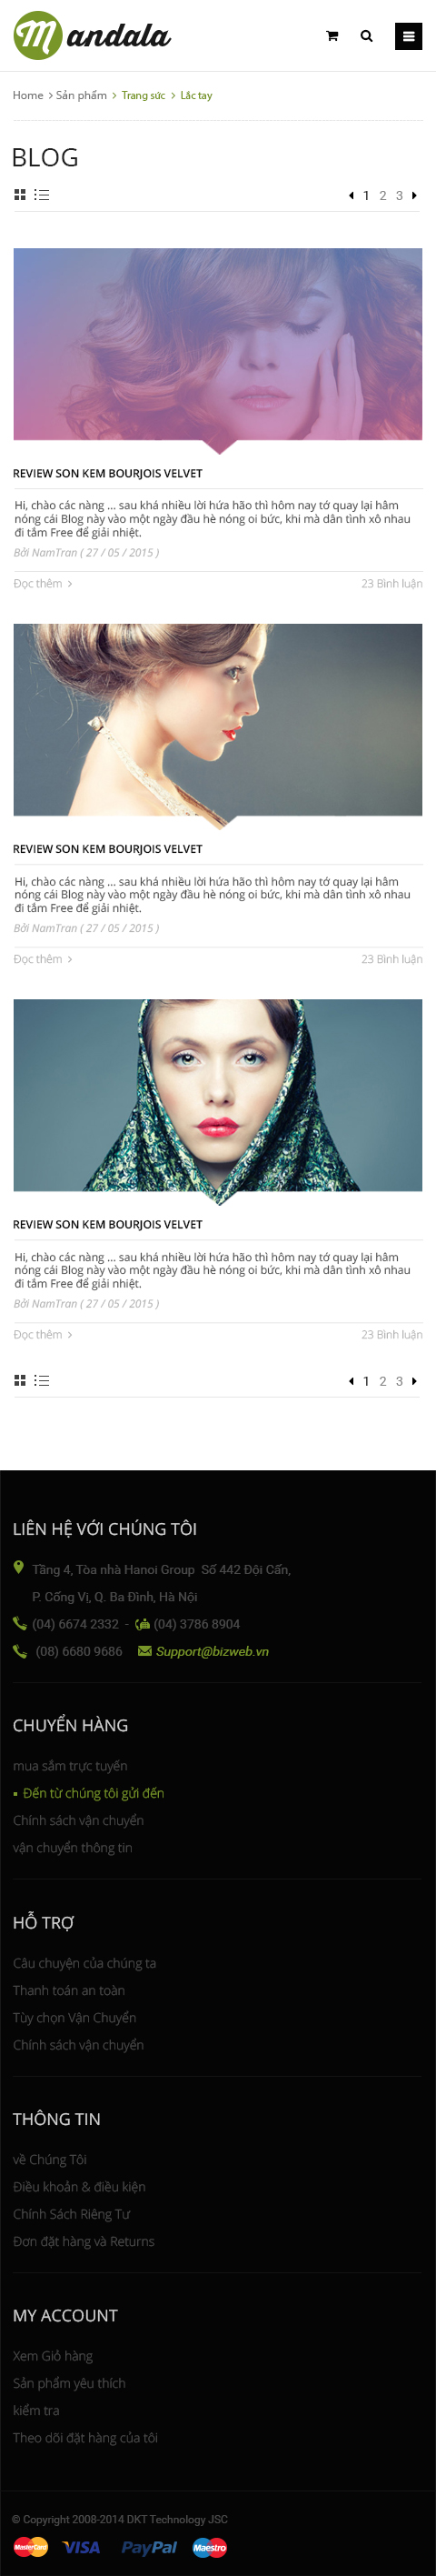 Mandala
Home > Sản phẩm > Trang sức > Lắc tay
BLOG
1 2 3
REVIEW SON KEM BOURJOIS VELVET
Hi, chào các nàng ... sau khá nhiều lời hứa hão thì hôm nay tớ quay lại hâm
nóng cái Blog này vào một ngày đầu hè nóng oi bức, khi mà dân tình xô nhau
đi tắm Free để giải nhiệt.
Bởi NamTran ( 27 / 05 / 2015 )
Đọc thêm > 23 Bình luận
REVIEW SON KEM BOURJOIS VELVET
Hi, chào các nàng ... sau khá nhiều lời hứa hão thì hôm nay tớ quay lại hâm
nóng cái Blog này vào một ngày đầu hè nóng oi bức, khi mà dân tình xô nhau
đi tắm Free để giải nhiệt.
Bởi NamTran ( 27 / 05 / 2015 )
Đọc thêm > 23 Bình luận
REVIEW SON KEM BOURJOIS VELVET
Hi, chào các nàng ... sau khá nhiều lời hứa hão thì hôm nay tớ quay lại hâm
nóng cái Blog này vào một ngày đầu hè nóng oi bức, khi mà dân tình xô nhau
đi tắm Free để giải nhiệt.
Bởi NamTran ( 27 / 05 / 2015 )
Đọc thêm > 23 Bình luận
1 2 3
LIÊN HỆ VỚI CHÚNG TÔI
Tầng 4, Tòa nhà Hanoi Group Số 442 Đội Cấn,
P. Cống Vị, Q. Ba Đình, Hà Nội
(04) 6674 2332 - (04) 3786 8904
(08) 6680 9686 Support@bizweb.vn
CHUYỂN HÀNG
mua sắm trực tuyến
Đến từ chúng tôi gửi đến
Chính sách vận chuyển
vận chuyển thông tin
HỖ TRỢ
Câu chuyện của chúng ta
Thanh toán an toàn
Tùy chọn Vận Chuyển
Chính sách vận chuyển
THÔNG TIN
về Chúng Tôi
Điều khoản & điều kiện
Chính Sách Riêng Tư
Đơn đặt hàng và Returns
MY ACCOUNT
Xem Giỏ hàng
Sản phẩm yêu thích
kiểm tra
Theo dõi đặt hàng của tôi
© Copyright 2008-2014 DKT Technology JSC
MasterCard VISA PayPal Maestro